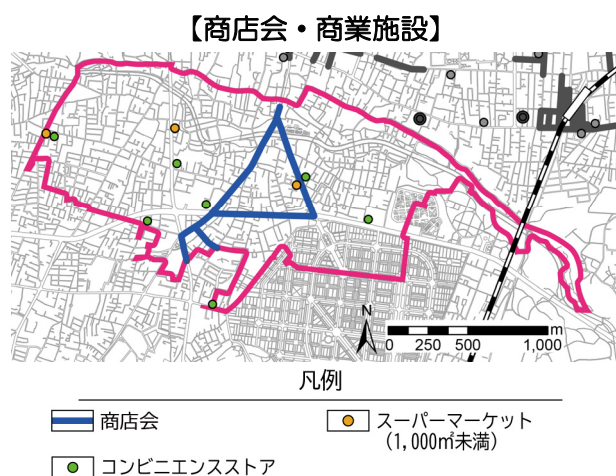 【商店会・商業施設】
N
0 250 500 1,000 m
凡例
商店会
スーパーマーケット
(1,000㎡未満)
コンビニエンスストア